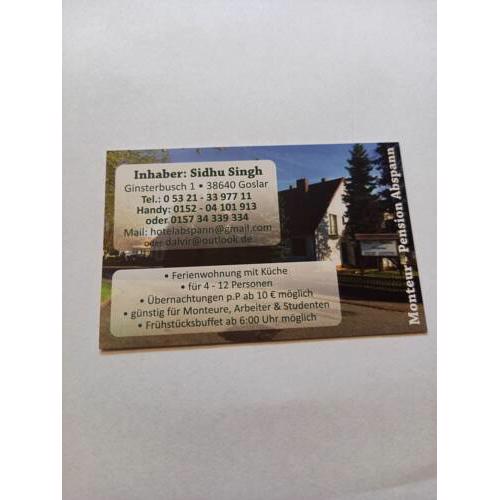 Inhaber: Sidhu Singh
Ginsterbusch 1 • 38640 Goslar
Tel.: 0 53 21 - 33 977 11
Handy: 0152 - 04 101 913
oder 0157 34 339 334
Mail: hotelabspann@gmail.com
oder dalvir@outlook.de
• Ferienwohnung mit Küche
• für 4 - 12 Personen
• Übernachtungen p.P ab 10 € möglich
• günstig für Monteure, Arbeiter & Studenten
• Frühstücksbuffet ab 6:00 Uhr möglich
Monteur - Pension Abspann